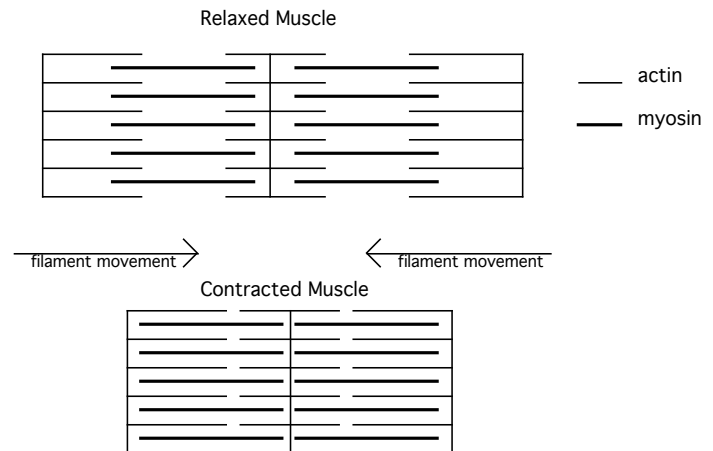 Relaxed Muscle
actin
myosin
filament movement
filament movement
Contracted Muscle